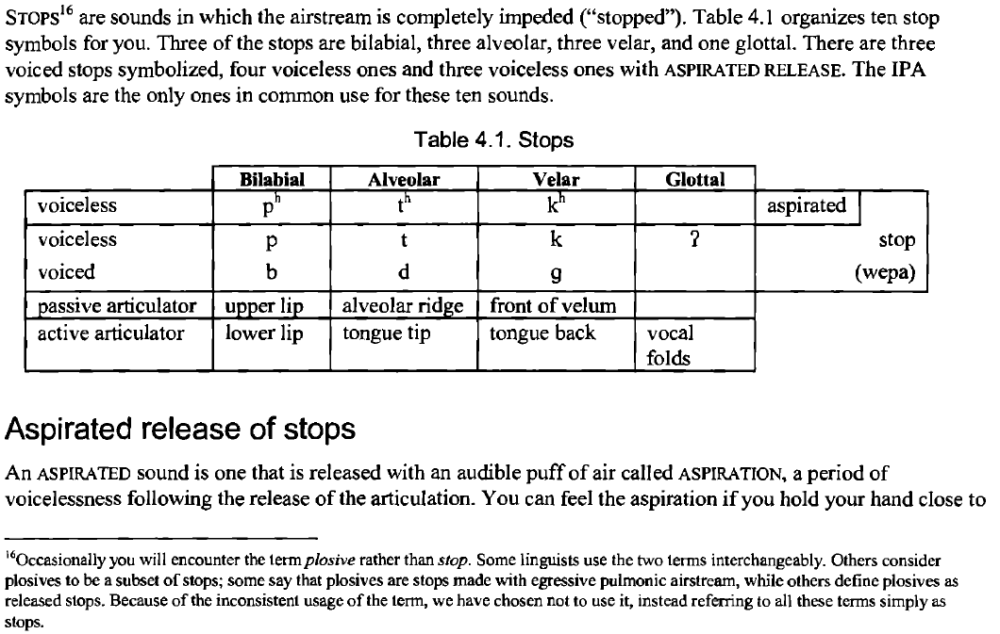 STOPS¹⁶ are sounds in which the airstream is completely impeded (“stopped”). Table 4.1 organizes ten stop
symbols for you. Three of the stops are bilabial, three alveolar, three velar, and one glottal. There are three
voiced stops symbolized, four voiceless ones and three voiceless ones with ASPIRATED RELEASE. The IPA
symbols are the only ones in common use for these ten sounds.
Table 4.1. Stops
Bilabial Alveolar Velar Glottal
voiceless pʰ tʰ kʰ aspirated
voiceless p t k ʔ stop
voiced b d g (wepa)
passive articulator upper lip alveolar ridge front of velum
active articulator lower lip tongue tip tongue back vocal
folds
Aspirated release of stops
An ASPIRATED sound is one that is released with an audible puff of air called ASPIRATION, a period of
voicelessness following the release of the articulation. You can feel the aspiration if you hold your hand close to
¹⁶Occasionally you will encounter the term plosive rather than stop. Some linguists use the two terms interchangeably. Others consider
plosives to be a subset of stops; some say that plosives are stops made with egressive pulmonic airstream, while others define plosives as
released stops. Because of the inconsistent usage of the term, we have chosen not to use it, instead referring to all these terms simply as
stops.